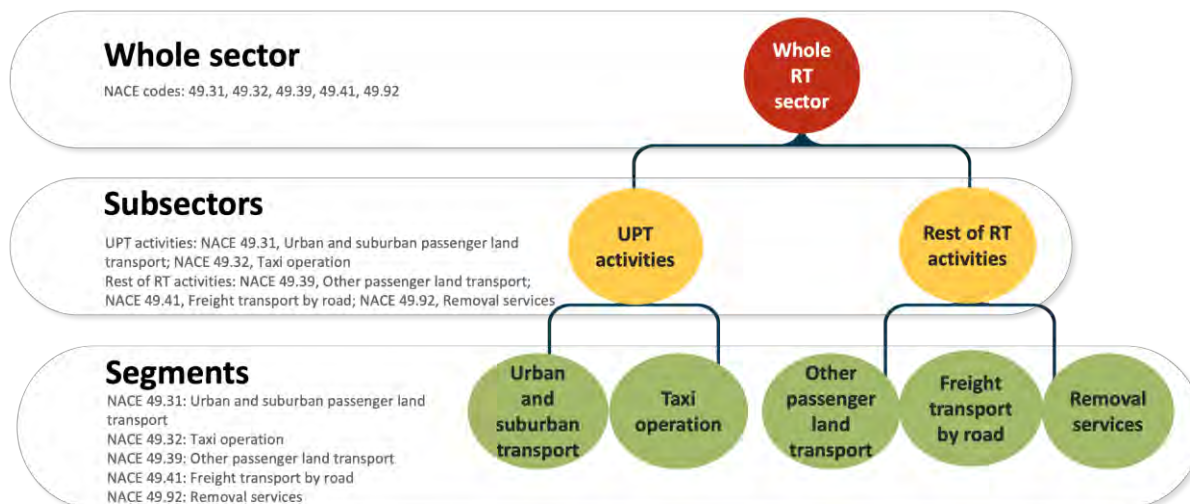 Whole sector
NACE codes: 49.31, 49.32, 49.39, 49.41, 49.92
Whole
RT
sector
Subsectors
UPT activities: NACE 49.31, Urban and suburban passenger land
transport; NACE 49.32, Taxi operation
Rest of RT activities: NACE 49.39, Other passenger land transport;
NACE 49.41, Freight transport by road; NACE 49.92, Removal services
UPT
activities
Rest of RT
activities
Segments
NACE 49.31: Urban and suburban passenger land
transport
NACE 49.32: Taxi operation
NACE 49.39: Other passenger land transport
NACE 49.41: Freight transport by road
NACE 49.92: Removal services
Urban
and
suburban
transport
Taxi
operation
Other
passenger
land
transport
Freight
transport
by road
Removal
services